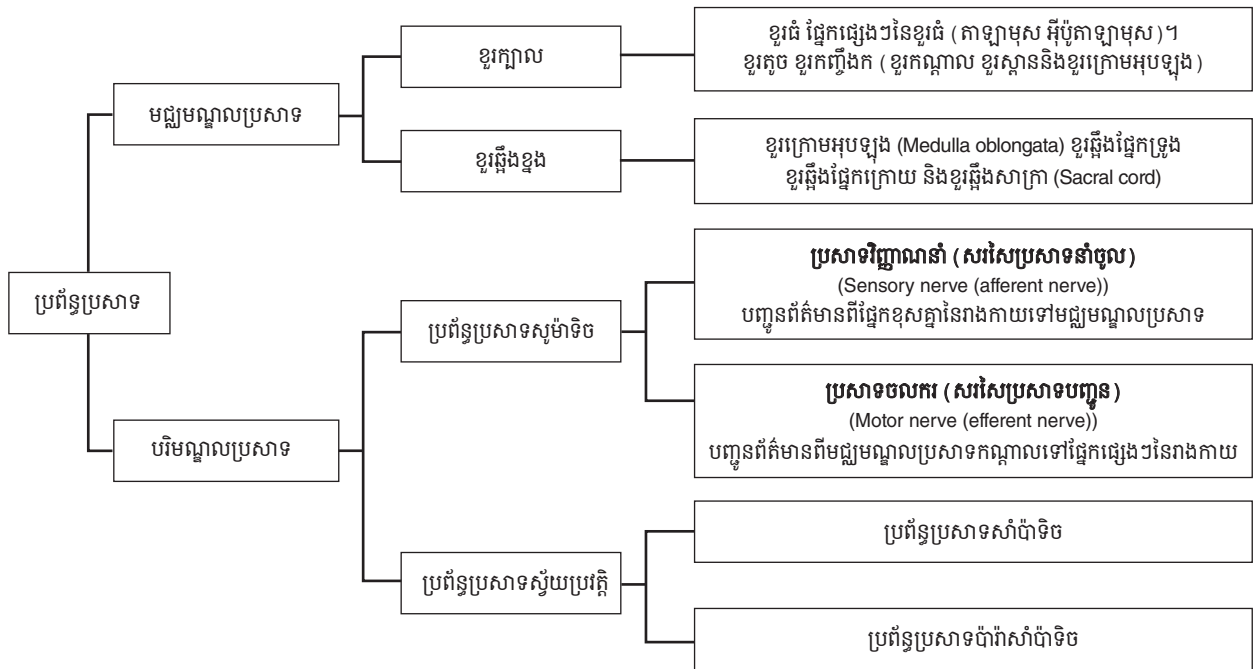 ប្រព័ន្ធប្រសាទ
មជ្ឈមណ្ឌលប្រសាទ
ខួរក្បាល
ខួរធំ ផ្នែកផ្សេងៗនៃខួរធំ (តាឡាមុស អ៊ីប៉ូតាឡាមុស)។
ខួរតូច ខួរកញ្ចឹងក (ខួរកណ្តាល ខួរស្ពាននិងខួរក្រោមអុបឡុង)
ខួរឆ្អឹងខ្នង
ខួរក្រោមអុបឡុង (Medulla oblongata) ខួរឆ្អឹងផ្នែកទ្រូង
ខួរឆ្អឹងផ្នែកក្រោយ និងខួរឆ្អឹងសាក្រា (Sacral cord)
បរិមណ្ឌលប្រសាទ
ប្រព័ន្ធប្រសាទសូម៉ាទិច
ប្រសាទវិញ្ញាណនាំ (សរសៃប្រសាទនាំចូល)
(Sensory nerve (afferent nerve))
បញ្ជូនព័ត៌មានពីផ្នែកខុសគ្នានៃរាងកាយទៅមជ្ឈមណ្ឌលប្រសាទ
ប្រសាទចលករ (សរសៃប្រសាទបញ្ជូន)
(Motor nerve (efferent nerve))
បញ្ជូនព័ត៌មានពីមជ្ឈមណ្ឌលប្រសាទកណ្តាលទៅផ្នែកផ្សេងៗនៃរាងកាយ
ប្រព័ន្ធប្រសាទស្វ័យប្រវត្តិ
ប្រព័ន្ធប្រសាទសាំប៉ាទិច
ប្រព័ន្ធប្រសាទប៉ារ៉ាសាំប៉ាទិច